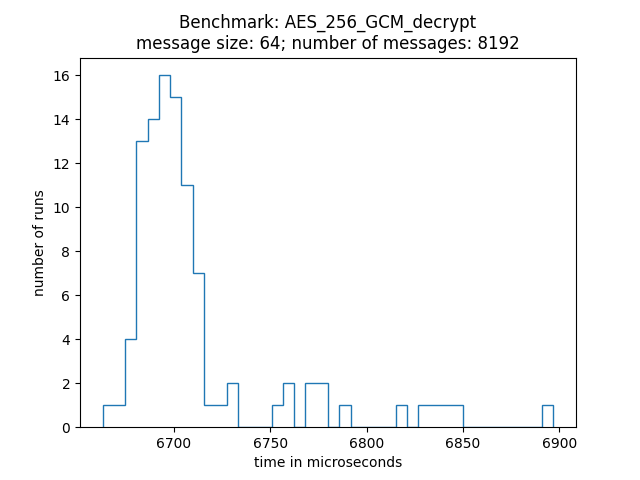 Benchmark: AES_256_GCM_decrypt
message size: 64; number of messages: 8192
16
14
12
10
8
6
4
2
0
number of runs
6700 6750 6800 6850 6900
time in microseconds